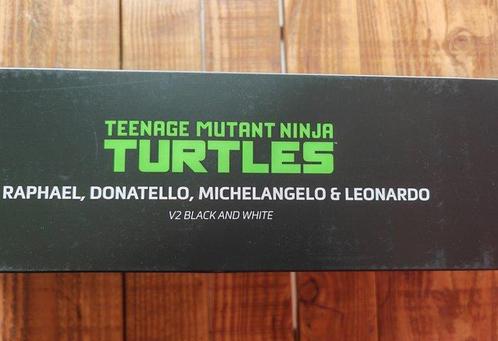 TEENAGE MUTANT NINJA
TURTLES
RAPHAEL, DONATELLO, MICHELANGELO & LEONARDO
V2 BLACK AND WHITE